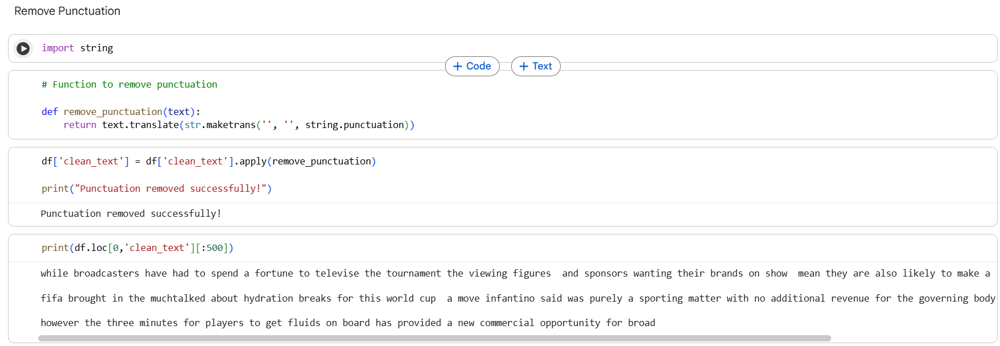 Remove Punctuation
import string
+ Code
+ Text
# Function to remove punctuation
def remove_punctuation(text):
    return text.translate(str.maketrans('', '', string.punctuation))
df['clean_text'] = df['clean_text'].apply(remove_punctuation)
print("Punctuation removed successfully!")
Punctuation removed successfully!
print(df.loc[0,'clean_text'][:500])
while broadcasters have had to spend a fortune to televise the tournament the viewing figures  and sponsors wanting their brands on show  mean they are also likely to make a
fifa brought in the muchtalked about hydration breaks for this world cup  a move infantino said was purely a sporting matter with no additional revenue for the governing body
however the three minutes for players to get fluids on board has provided a new commercial opportunity for broad